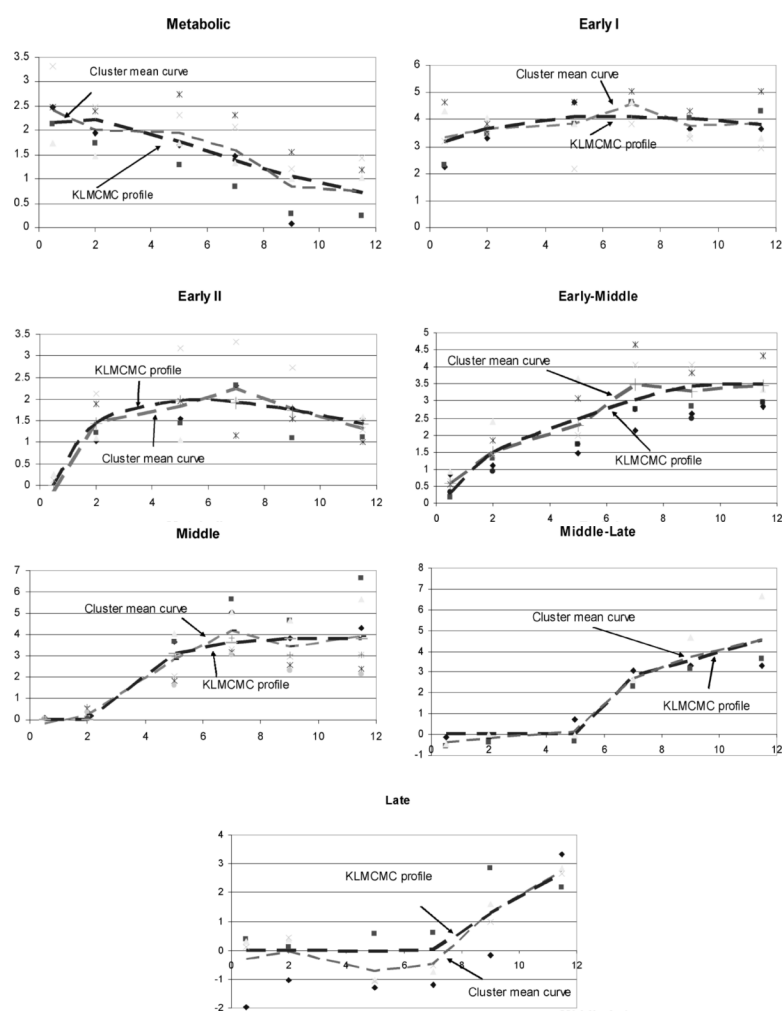 Metabolic
3.5
3
2.5
2
1.5
1
0.5
0
Cluster mean curve
KLMCMC profile
0 2 4 6 8 10 12
Early I
6
5
4
3
2
1
0
Cluster mean curve
KLMCMC profile
0 2 4 6 8 10 12
Early II
3.5
3
2.5
2
1.5
1
0.5
0
KLMCMC profile
Cluster mean curve
0 2 4 6 8 10 12
Early-Middle
5
4.5
4
3.5
3
2.5
2
1.5
1
0.5
0
Cluster mean curve
KLMCMC profile
0 2 4 6 8 10 12
Middle
7
6
5
4
3
2
1
0
Cluster mean curve
KLMCMC profile
0 2 4 6 8 10 12
Middle-Late
8
7
6
5
4
3
2
1
0
-1
Cluster mean curve
KLMCMC profile
0 2 4 6 8 10 12
Late
4
3
2
1
0
-1
-2
KLMCMC profile
0 2 4 6 8 10 12
Cluster mean curve